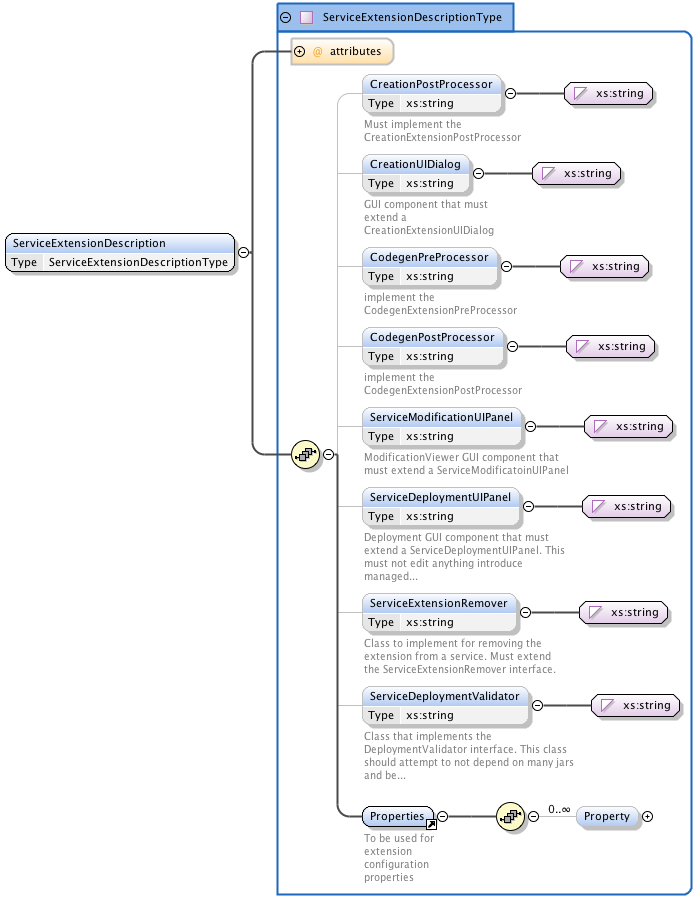 ServiceExtensionDescriptionType
@ attributes
CreationPostProcessor
Type xs:string
xs:string
Must implement the
CreationExtensionPostProcessor
CreationUIDialog
Type xs:string
xs:string
GUI component that must
extend a
CreationExtensionUIDialog
ServiceExtensionDescription
Type ServiceExtensionDescriptionType
CodegenPreProcessor
Type xs:string
xs:string
implement the
CodegenExtensionPreProcessor
CodegenPostProcessor
Type xs:string
xs:string
implement the
CodegenExtensionPostProcessor
ServiceModificationUIPanel
Type xs:string
xs:string
ModificationViewer GUI component that
must extend a ServiceModificatoinUIPanel
ServiceDeploymentUIPanel
Type xs:string
xs:string
Deployment GUI component that must
extend a ServiceDeploymentUIPanel. This
must not edit anything introduce
managed...
ServiceExtensionRemover
Type xs:string
xs:string
Class to implement for removing the
extension from a service. Must extend
the ServiceExtensionRemover interface.
ServiceDeploymentValidator
Type xs:string
xs:string
Class that implements the
DeploymentValidator interface. This class
should attempt to not depend on many jars
and be...
Properties
0..∞
Property
To be used for
extension
configuration
properties